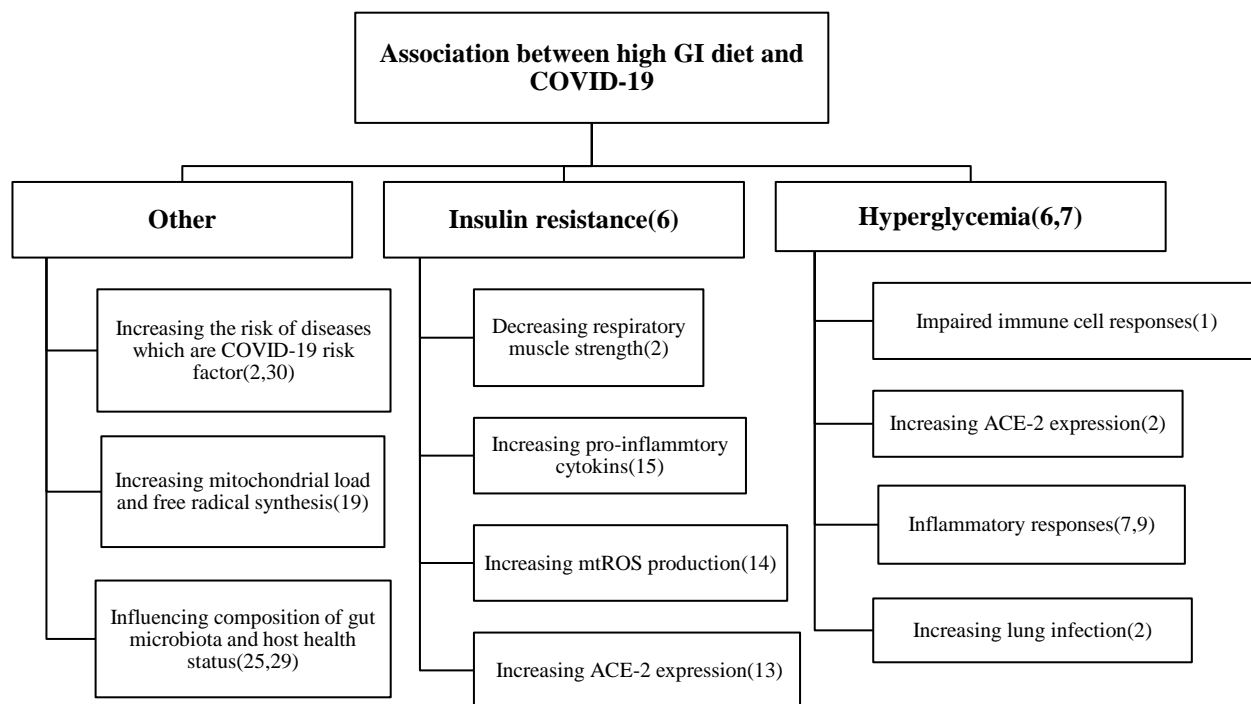 Association between high GI diet and
COVID-19
Other
Increasing the risk of diseases
which are COVID-19 risk
factor(2,30)
Increasing mitochondrial load
and free radical synthesis(19)
Influencing composition of gut
microbiota and host health
status(25,29)
Insulin resistance(6)
Decreasing respiratory
muscle strength(2)
Increasing pro-inflammtory
cytokins(15)
Increasing mtROS production(14)
Increasing ACE-2 expression(13)
Hyperglycemia(6,7)
Impaired immune cell responses(1)
Increasing ACE-2 expression(2)
Inflammatory responses(7,9)
Increasing lung infection(2)